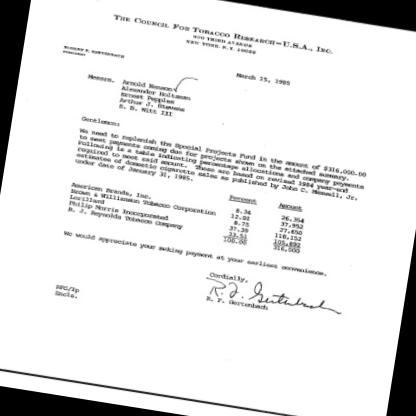 THE COUNCIL FOR TOBACCO RESEARCH—U.S.A., INC.
900 THIRD AVENUE
NEW YORK, N.Y. 10022
ROBERT F. GERTENBACH
PRESIDENT
March 15, 1985
Messrs. Arnold Henson
Alexander Holtzman
Ernest Pepples
Arthur J. Stevens
S. B. Witt III
Gentlemen:
We need to replenish the Special Projects Fund in the amount of $316,000.00
to meet payments coming due for projects shown on the attached summary.
Following is a table indicating percentage allocations and company payments
required to meet said amount. These are based on revised 1984 year-end
estimates of domestic cigarette sales as published by John C. Maxwell, Jr.
under date of January 31, 1985.
Percent Amount
American Brands, Inc. 8.34 26,354
Brown & Williamson Tobacco Corporation 12.01 37,952
Lorillard 8.75 27,650
Philip Morris Incorporated 37.39 118,152
R. J. Reynolds Tobacco Company 33.51 105,892
100.00 316,000
We would appreciate your making payment at your earliest convenience.
Cordially,
R. F. Gertenbach
R. F. Gertenbach
RFG/lp
Encls.